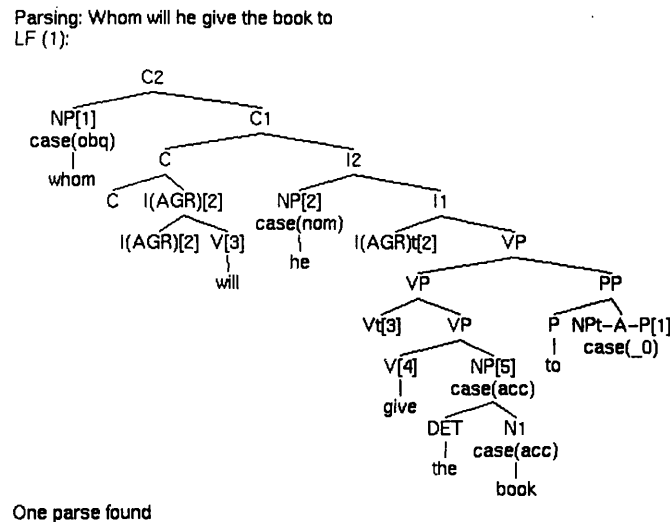 Parsing: Whom will he give the book to
LF (1):
C2
NP[1] C1
case(obq)
C I2
whom
C I(AGR)[2] NP[2] I1
case(nom)
I(AGR)[2] V[3] he I(AGR)t[2] VP
will
VP PP
Vt[3] VP P NPt-A-P[1]
case(_0)
V[4] NP[5] to
case(acc)
give
DET N1
case(acc)
the
book
One parse found